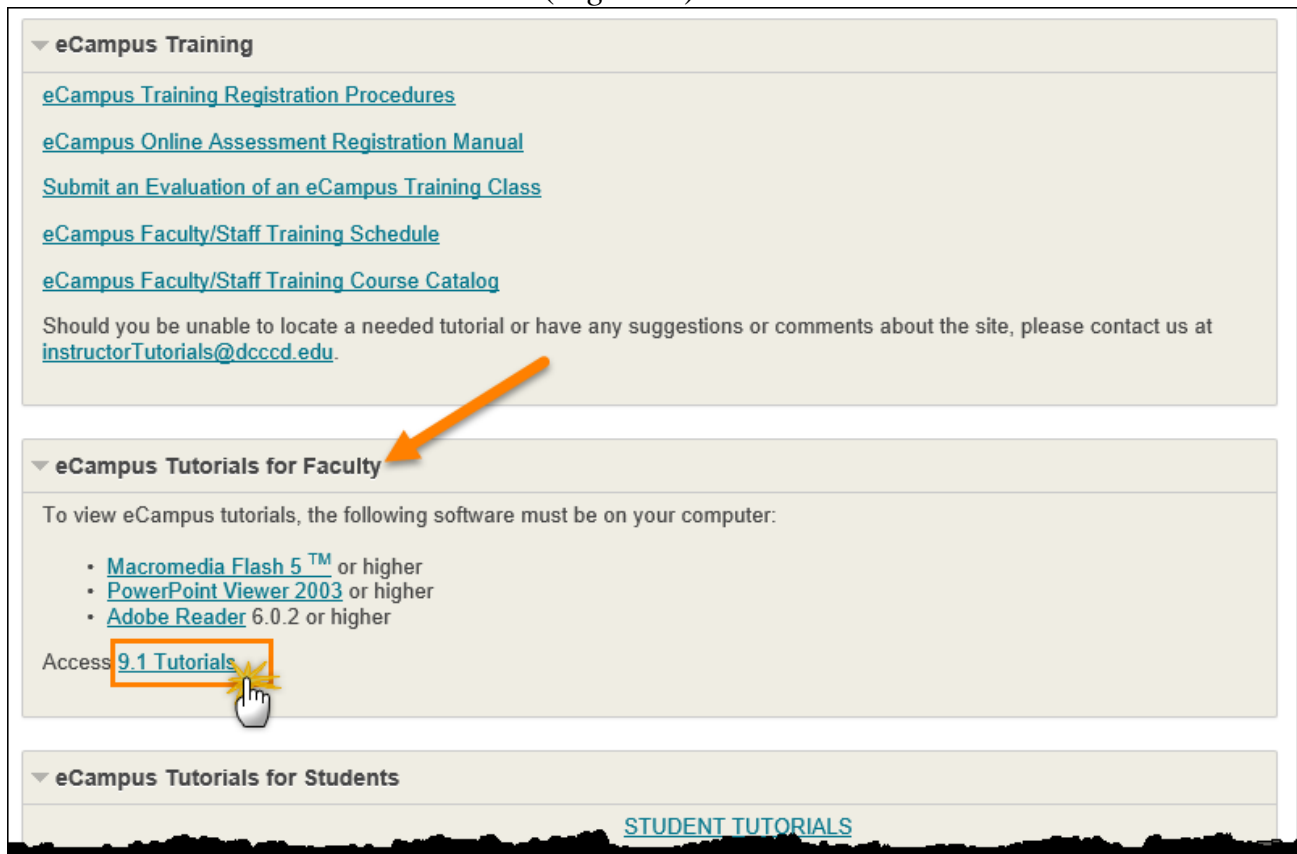 eCampus Training
eCampus Training Registration Procedures
eCampus Online Assessment Registration Manual
Submit an Evaluation of an eCampus Training Class
eCampus Faculty/Staff Training Schedule
eCampus Faculty/Staff Training Course Catalog
Should you be unable to locate a needed tutorial or have any suggestions or comments about the site, please contact us at
instructorTutorials@dcccd.edu.
eCampus Tutorials for Faculty
To view eCampus tutorials, the following software must be on your computer:
• Macromedia Flash 5 TM or higher
• PowerPoint Viewer 2003 or higher
• Adobe Reader 6.0.2 or higher
Access 9.1 Tutorials
eCampus Tutorials for Students
STUDENT TUTORIALS